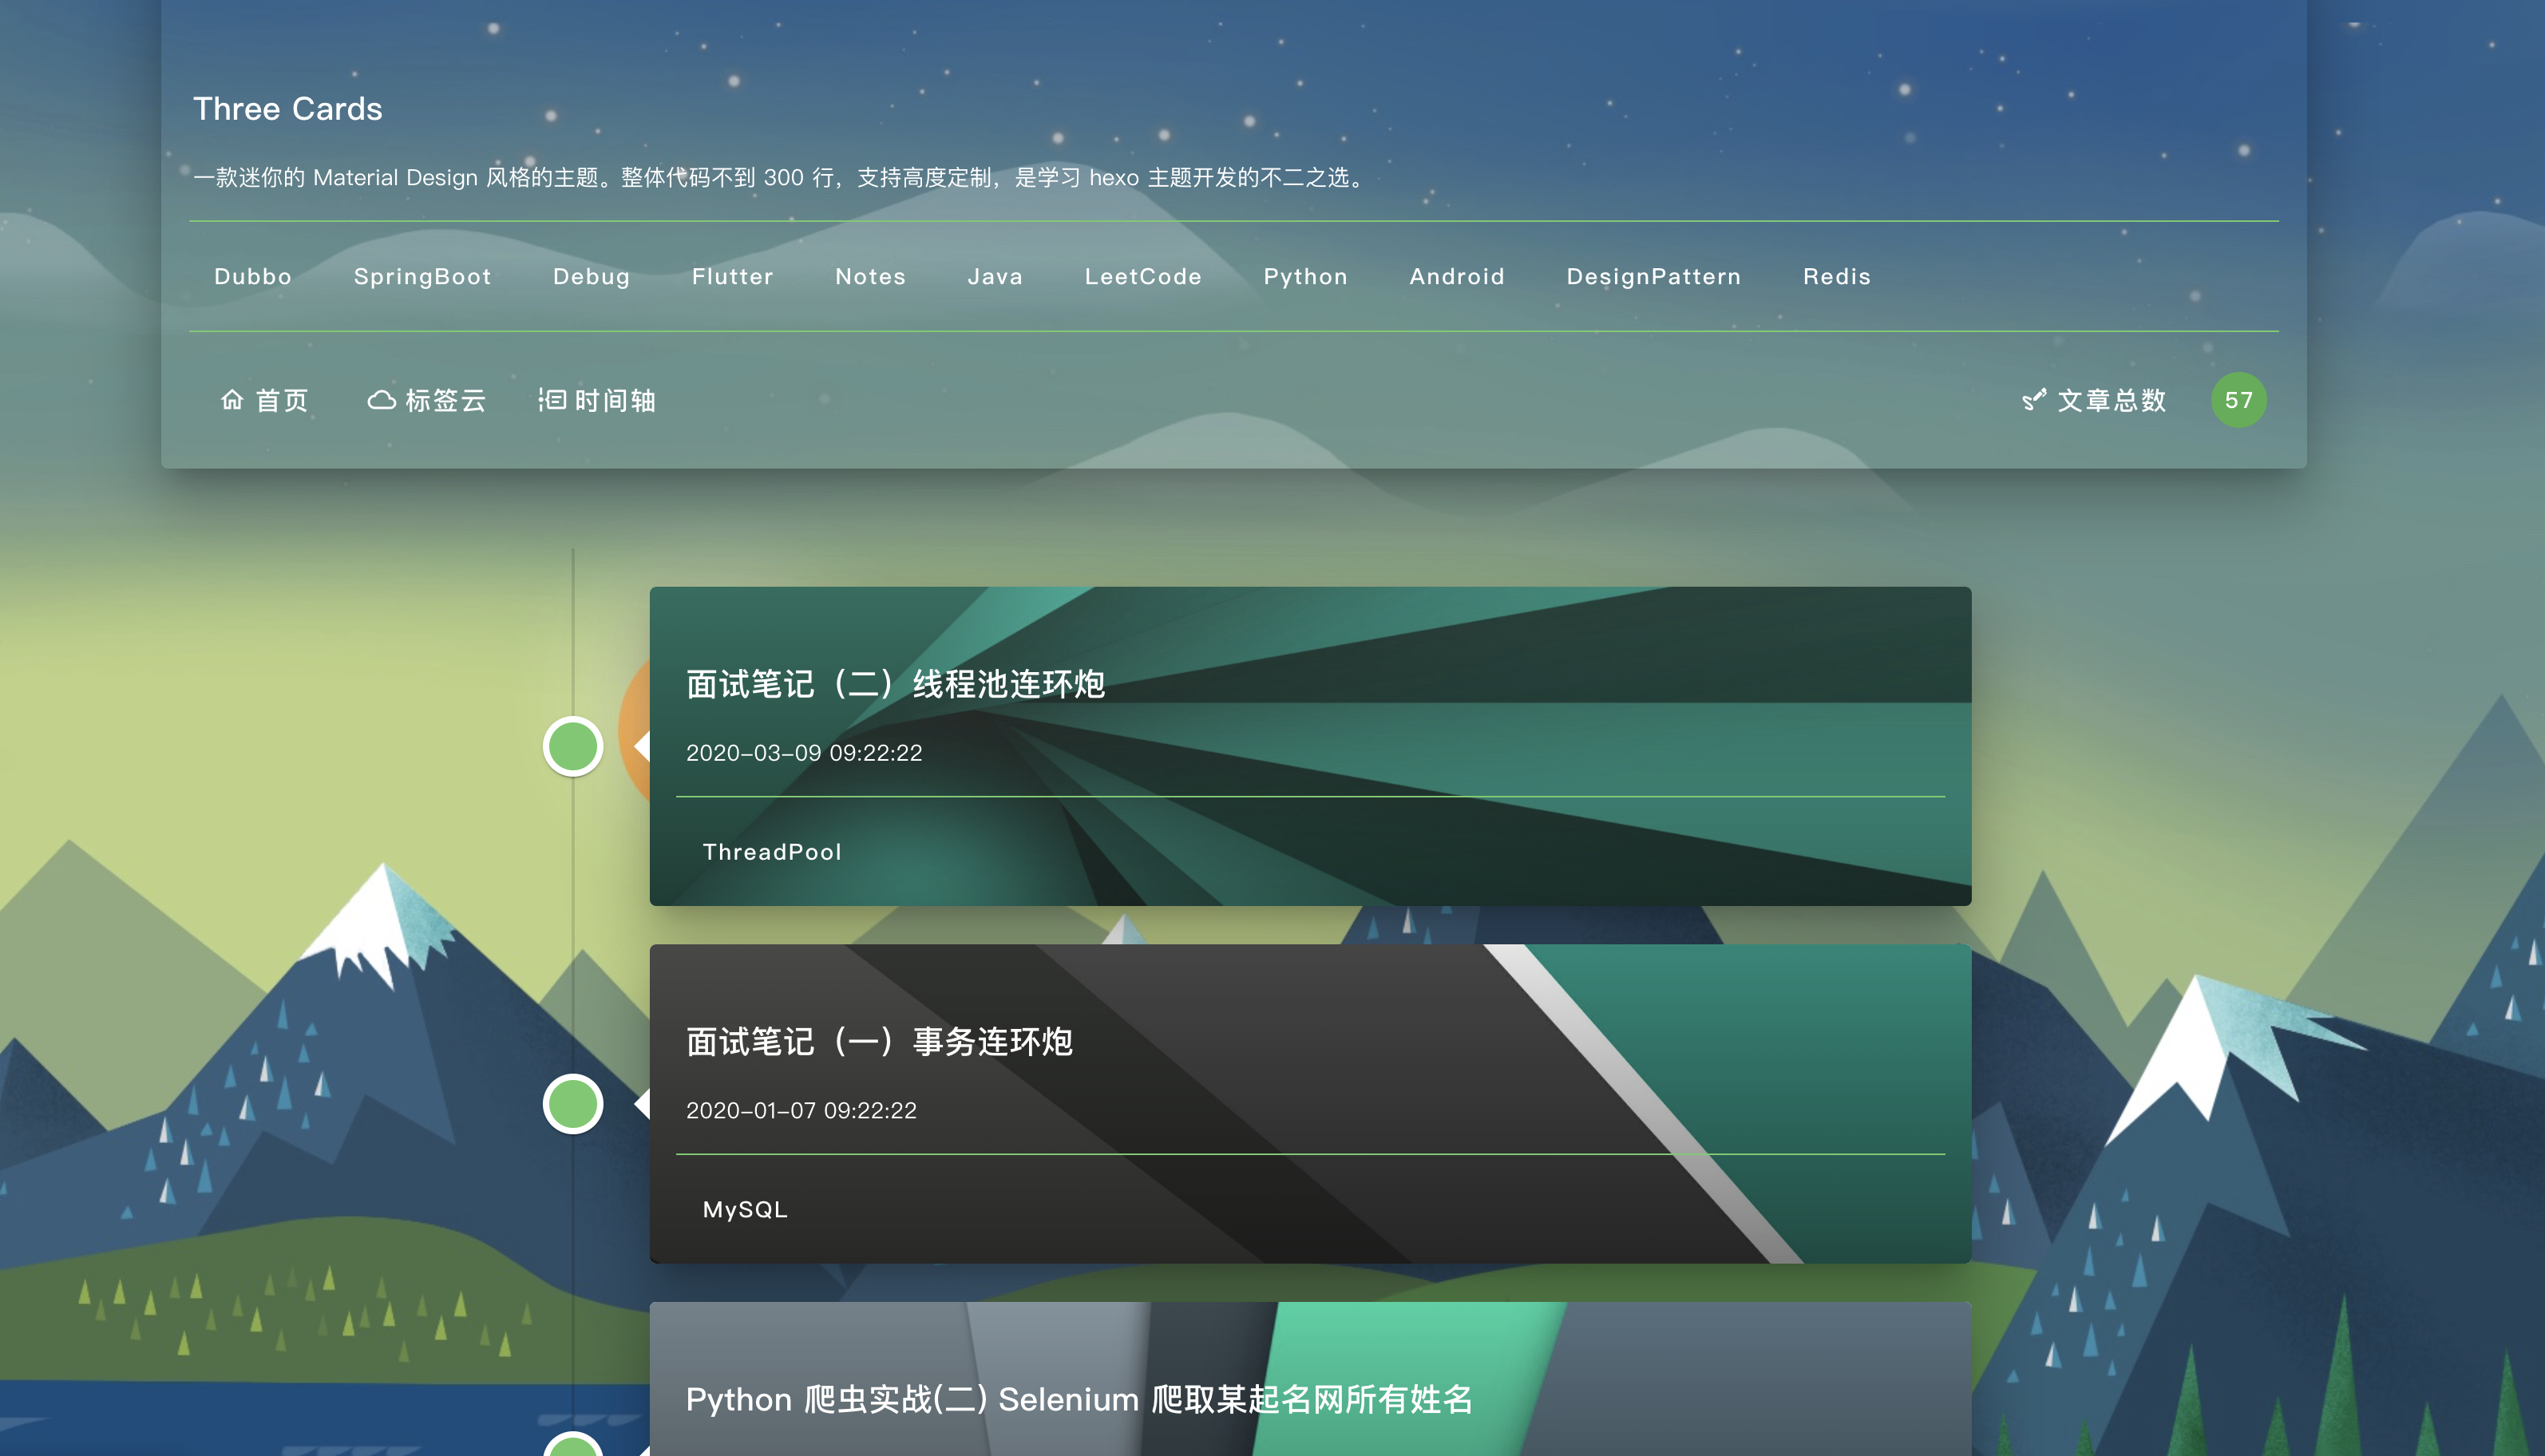 Three Cards
一款迷你的 Material Design 风格的主题。整体代码不到 300 行，支持高度定制，是学习 hexo 主题开发的不二之选。
Dubbo SpringBoot Debug Flutter Notes Java LeetCode Python Android DesignPattern Redis
首页 标签云 时间轴 文章总数 57
面试笔记（二）线程池连环炮
2020-03-09 09:22:22
ThreadPool
面试笔记（一）事务连环炮
2020-01-07 09:22:22
MySQL
Python 爬虫实战(二) Selenium 爬取某起名网所有姓名